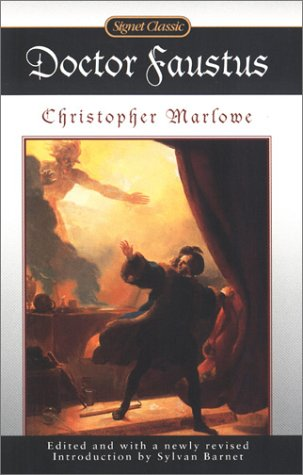 Signet Classic
Doctor Faustus
Christopher Marlowe
Edited and with a newly revised
Introduction by Sylvan Barnet